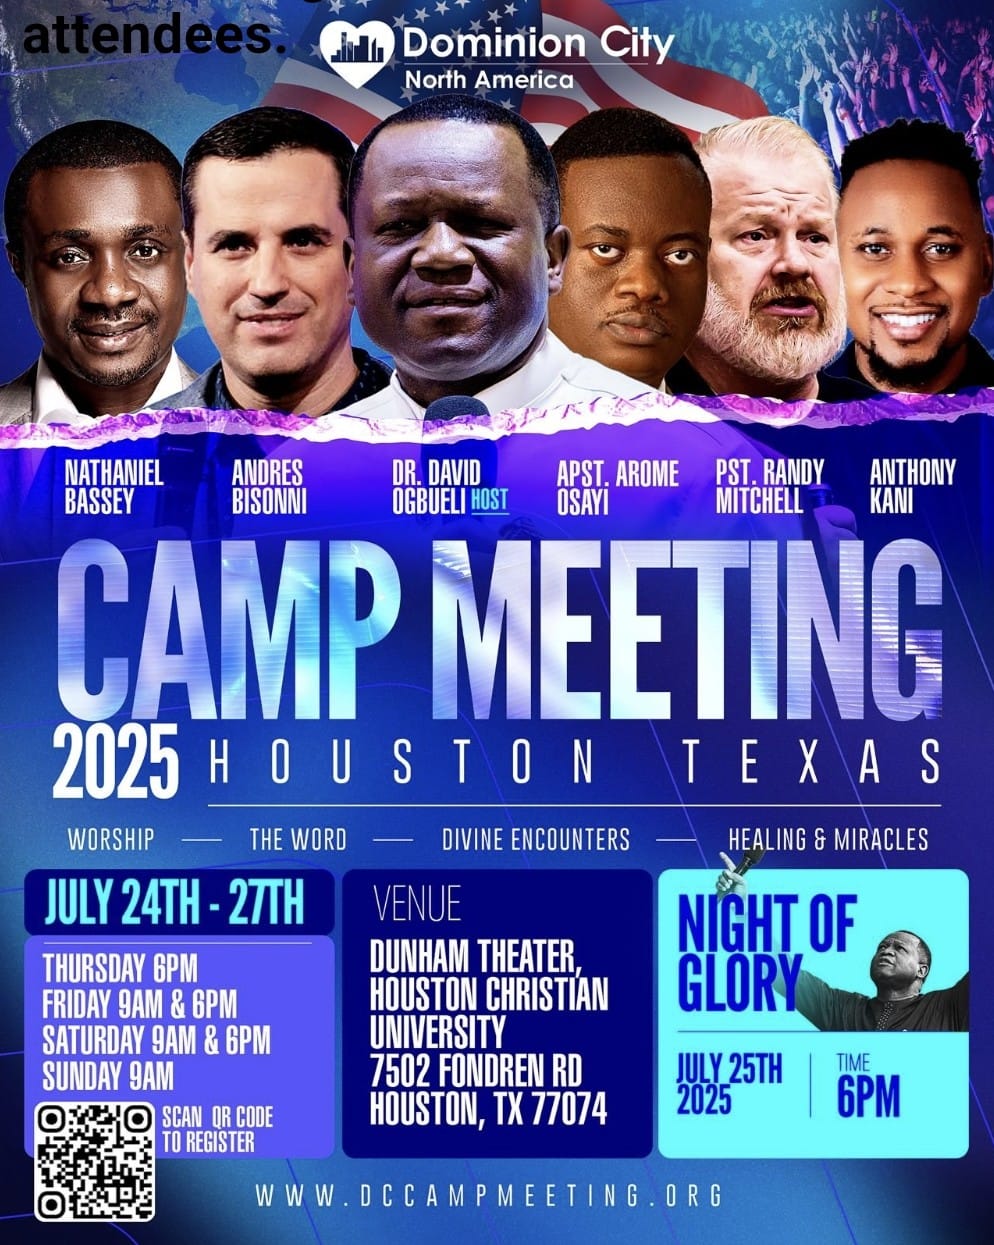 attendees.
Dominion City
North America
NATHANIEL
BASSEY
ANDRES
BISONNI
DR. DAVID
OGBUELI HOST
APST. AROME
OSAYI
PST. RANDY
MITCHELL
ANTHONY
KANI
CAMP MEETING
2025 HOUSTON TEXAS
WORSHIP — THE WORD — DIVINE ENCOUNTERS — HEALING & MIRACLES
JULY 24TH - 27TH
THURSDAY 6PM
FRIDAY 9AM & 6PM
SATURDAY 9AM & 6PM
SUNDAY 9AM
SCAN QR CODE
TO REGISTER
VENUE
DUNHAM THEATER,
HOUSTON CHRISTIAN
UNIVERSITY
7502 FONDREN RD
HOUSTON, TX 77074
NIGHT OF
GLORY
JULY 25TH
2025
TIME
6PM
WWW.DCCAMPMEETING.ORG